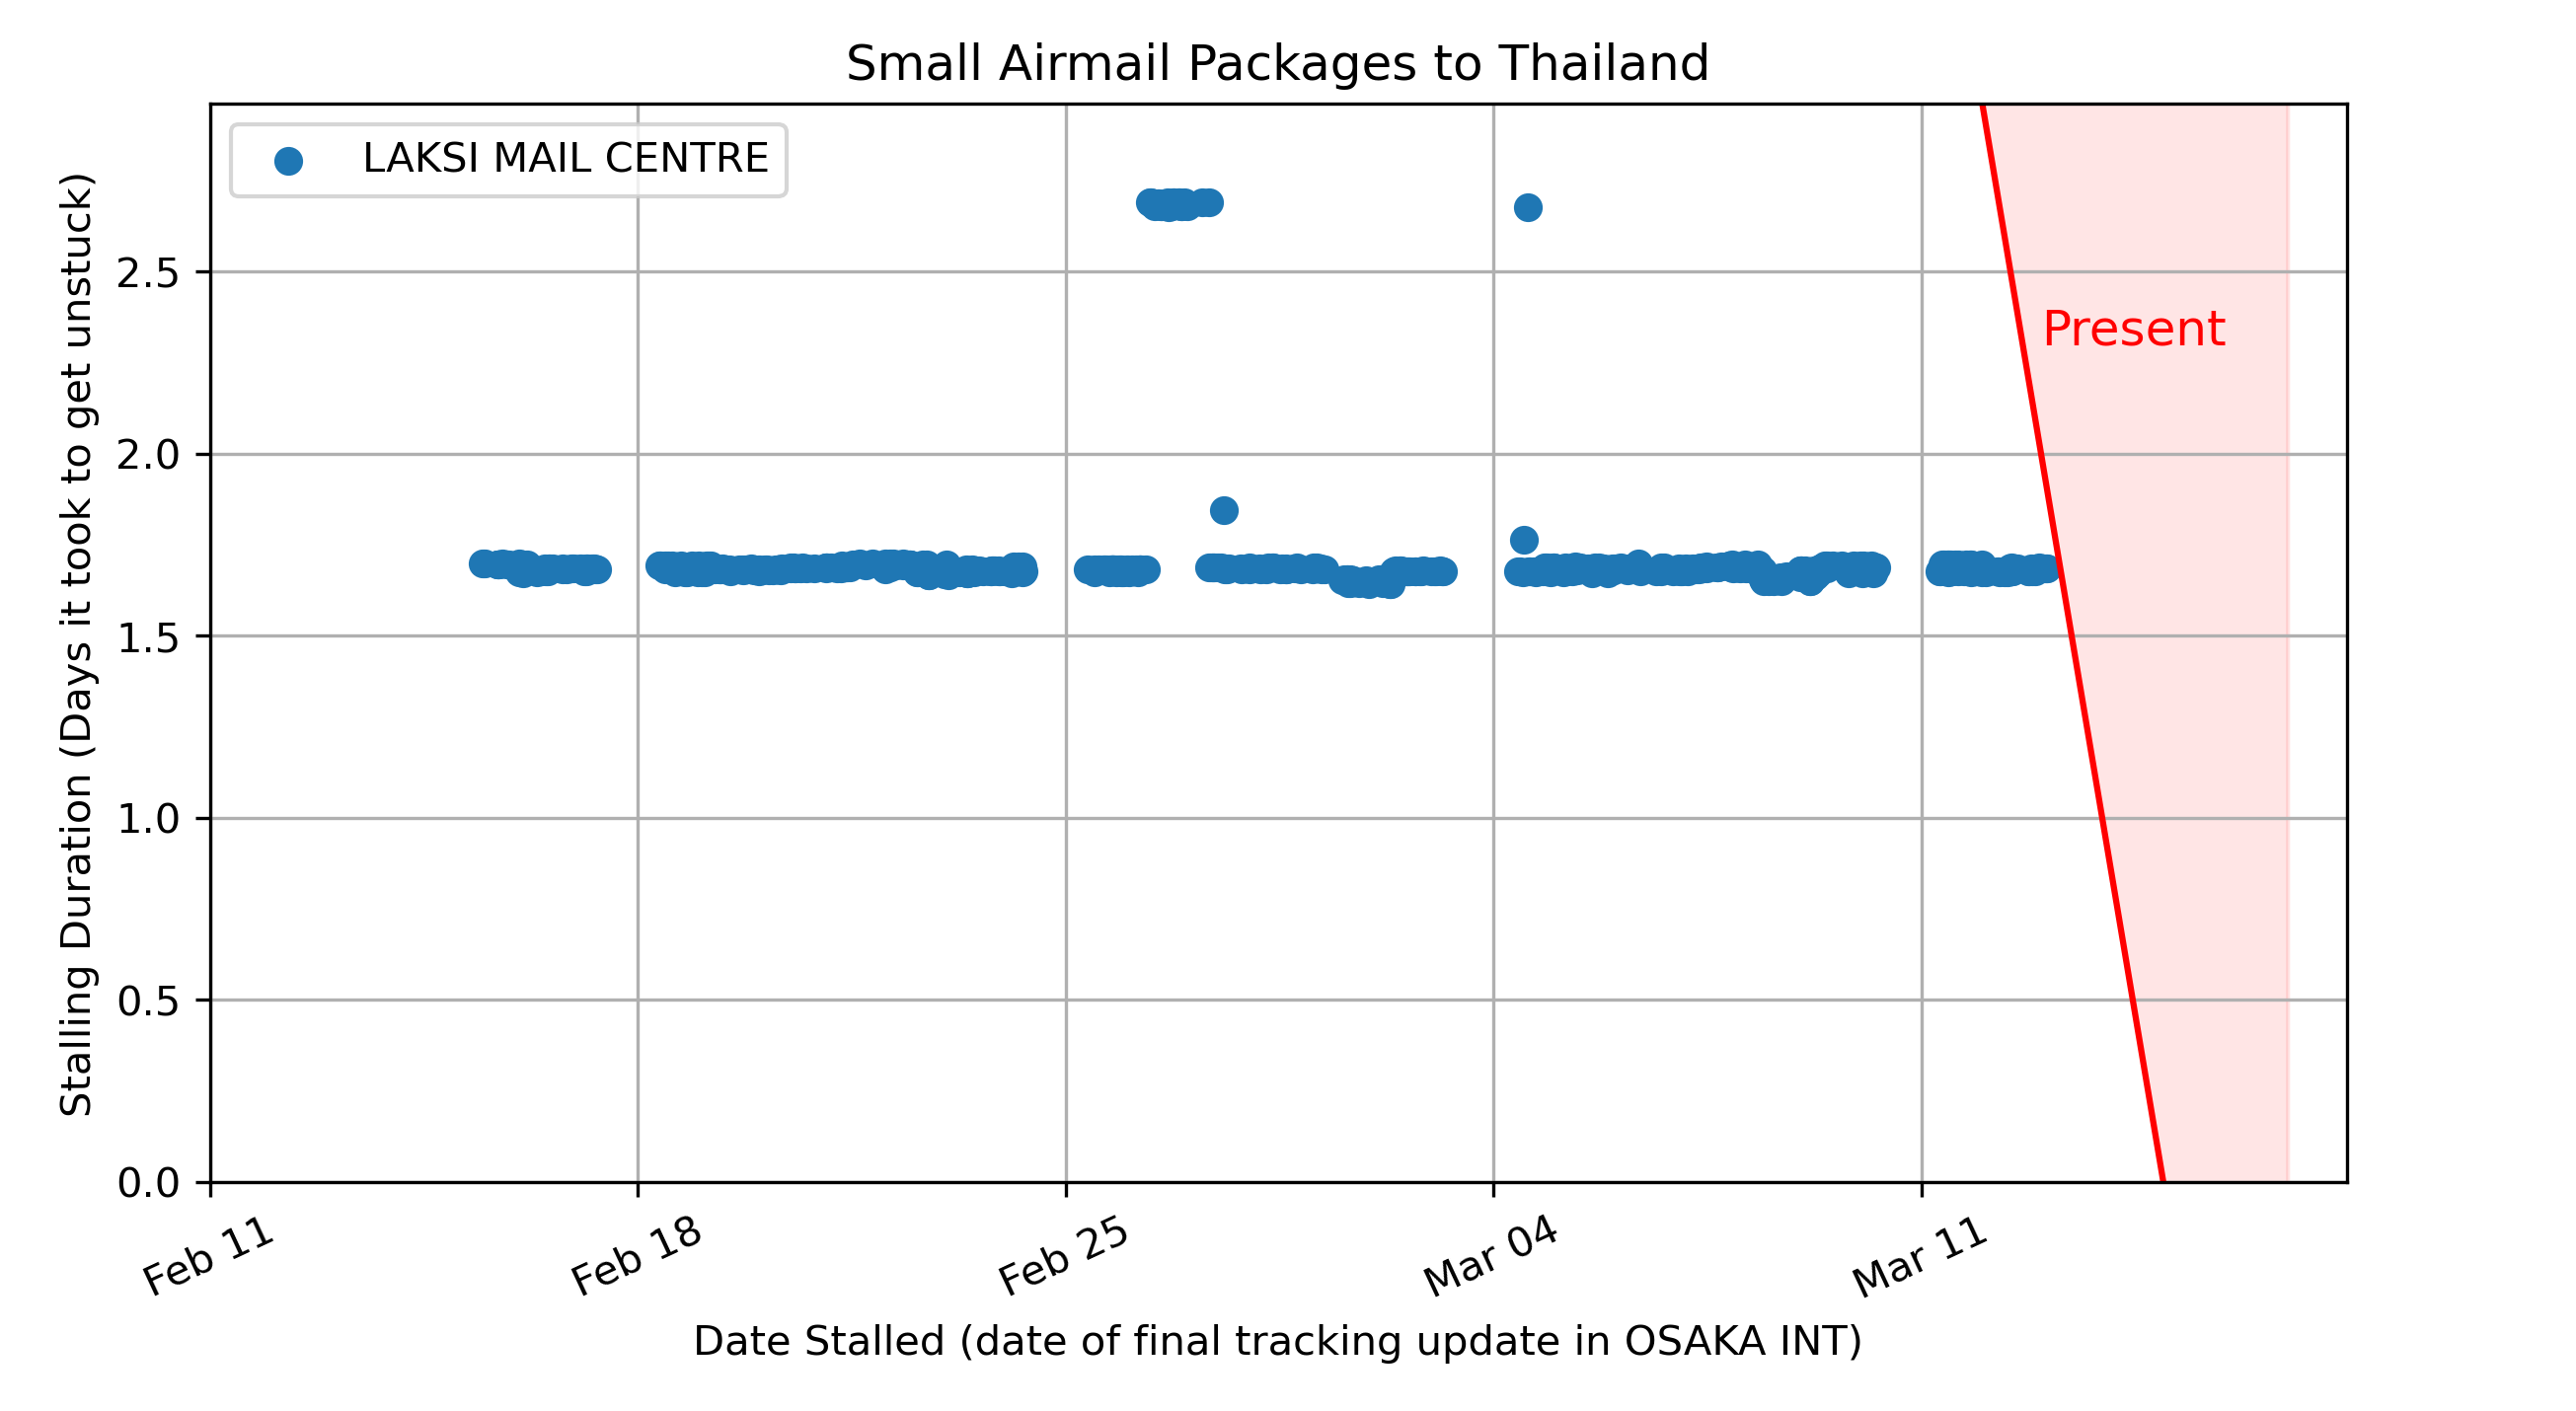 Small Airmail Packages to Thailand
LAKSI MAIL CENTRE
Present
Stalling Duration (Days it took to get unstuck)
2.5
2.0
1.5
1.0
0.5
0.0
Feb 11
Feb 18
Feb 25
Mar 04
Mar 11
Date Stalled (date of final tracking update in OSAKA INT)